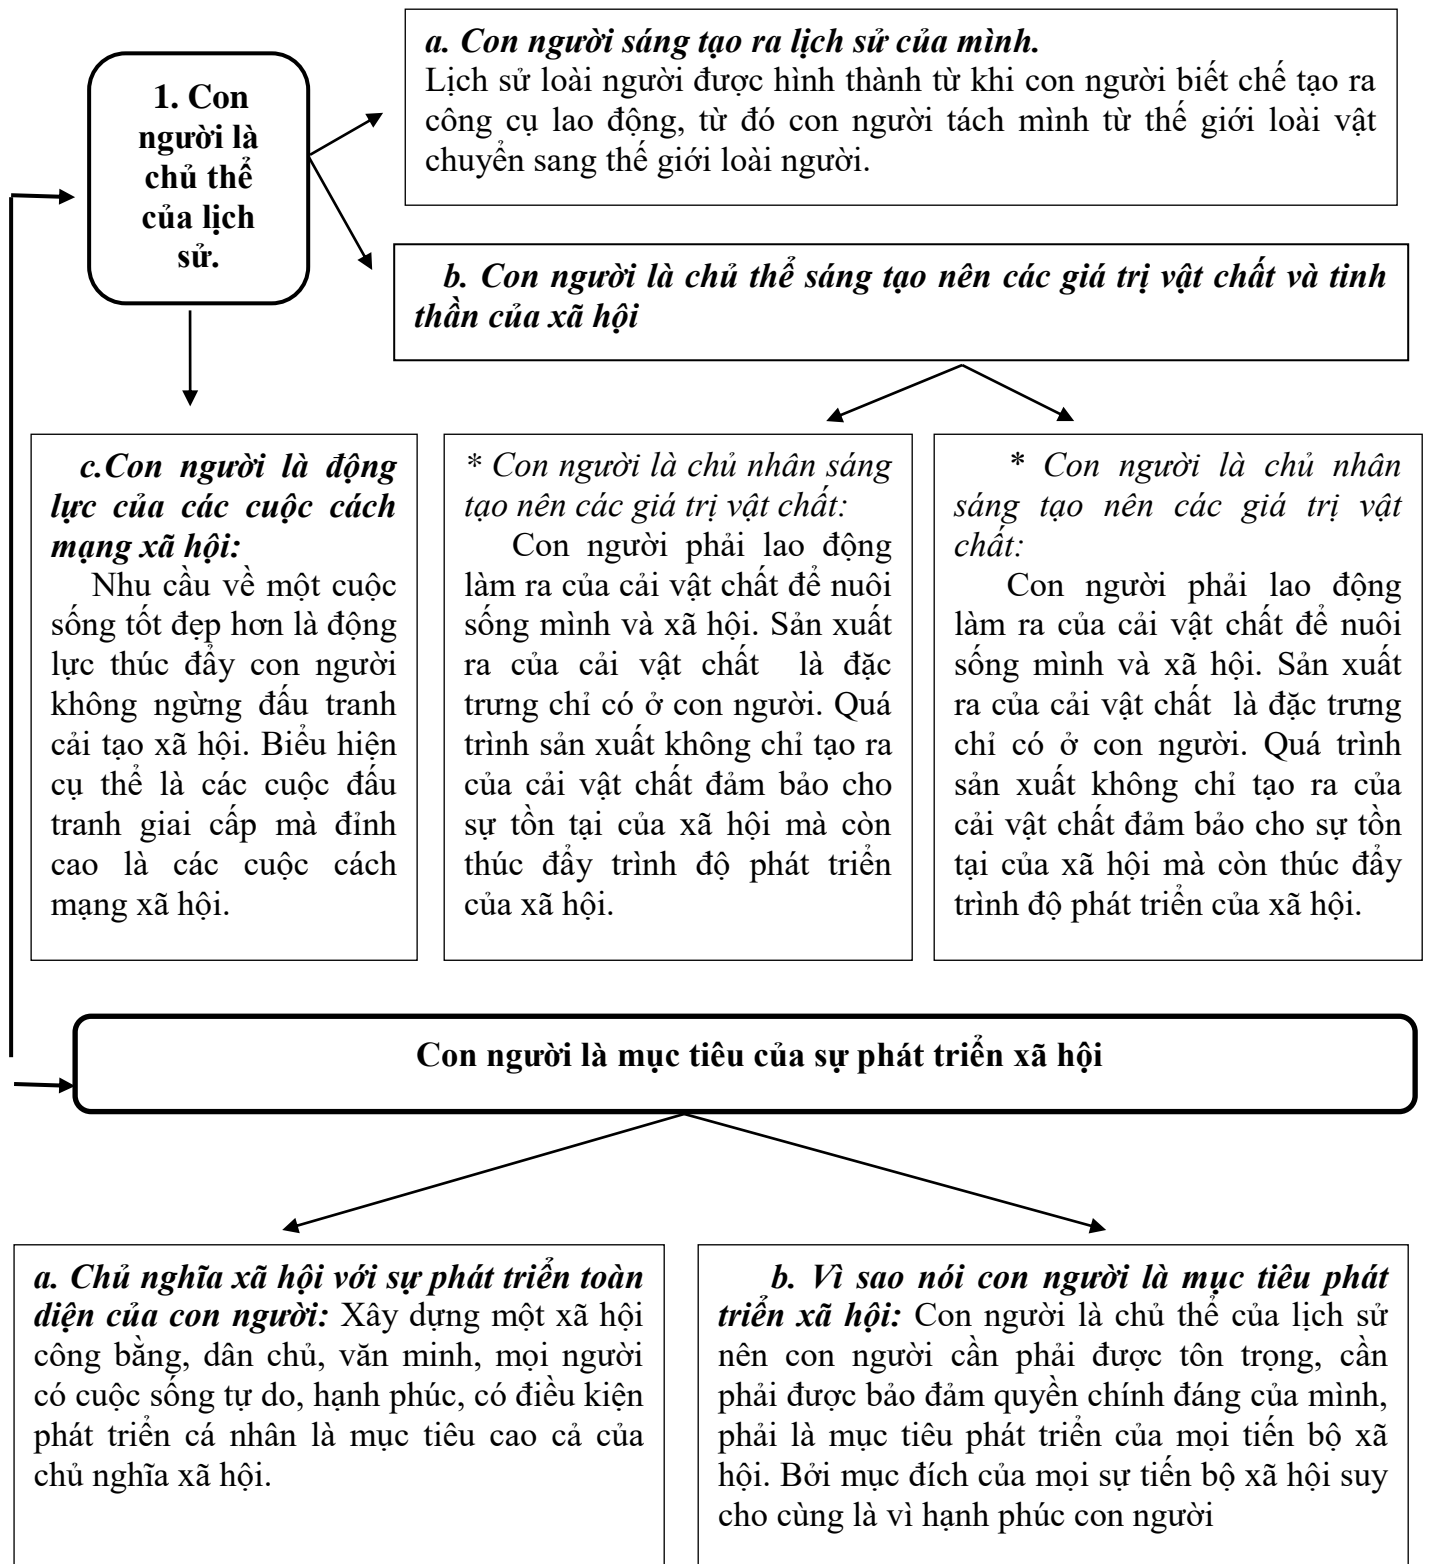 1. Con
người là
chủ thể
của lịch
sử.
a. Con người sáng tạo ra lịch sử của mình.
Lịch sử loài người được hình thành từ khi con người biết chế tạo ra
công cụ lao động, từ đó con người tách mình từ thế giới loài vật
chuyển sang thế giới loài người.
b. Con người là chủ thể sáng tạo nên các giá trị vật chất và tinh
thần của xã hội
c.Con người là động
lực của các cuộc cách
mạng xã hội:
Nhu cầu về một cuộc
sống tốt đẹp hơn là động
lực thúc đẩy con người
không ngừng đấu tranh
cải tạo xã hội. Biểu hiện
cụ thể là các cuộc đấu
tranh giai cấp mà đỉnh
cao là các cuộc cách
mạng xã hội.
* Con người là chủ nhân sáng
tạo nên các giá trị vật chất:
Con người phải lao động
làm ra của cải vật chất để nuôi
sống mình và xã hội. Sản xuất
ra của cải vật chất là đặc
trưng chỉ có ở con người. Quá
trình sản xuất không chỉ tạo ra
của cải vật chất đảm bảo cho
sự tồn tại của xã hội mà còn
thúc đẩy trình độ phát triển
của xã hội.
* Con người là chủ nhân
sáng tạo nên các giá trị vật
chất:
Con người phải lao động
làm ra của cải vật chất để nuôi
sống mình và xã hội. Sản xuất
ra của cải vật chất là đặc trưng
chỉ có ở con người. Quá trình
sản xuất không chỉ tạo ra của
cải vật chất đảm bảo cho sự tồn
tại của xã hội mà còn thúc đẩy
trình độ phát triển của xã hội.
Con người là mục tiêu của sự phát triển xã hội
a. Chủ nghĩa xã hội với sự phát triển toàn
diện của con người: Xây dựng một xã hội
công bằng, dân chủ, văn minh, mọi người
có cuộc sống tự do, hạnh phúc, có điều kiện
phát triển cá nhân là mục tiêu cao cả của
chủ nghĩa xã hội.
b. Vì sao nói con người là mục tiêu phát
triển xã hội: Con người là chủ thể của lịch sử
nên con người cần phải được tôn trọng, cần
phải được bảo đảm quyền chính đáng của mình,
phải là mục tiêu phát triển của mọi tiến bộ xã
hội. Bởi mục đích của mọi sự tiến bộ xã hội suy
cho cùng là vì hạnh phúc con người